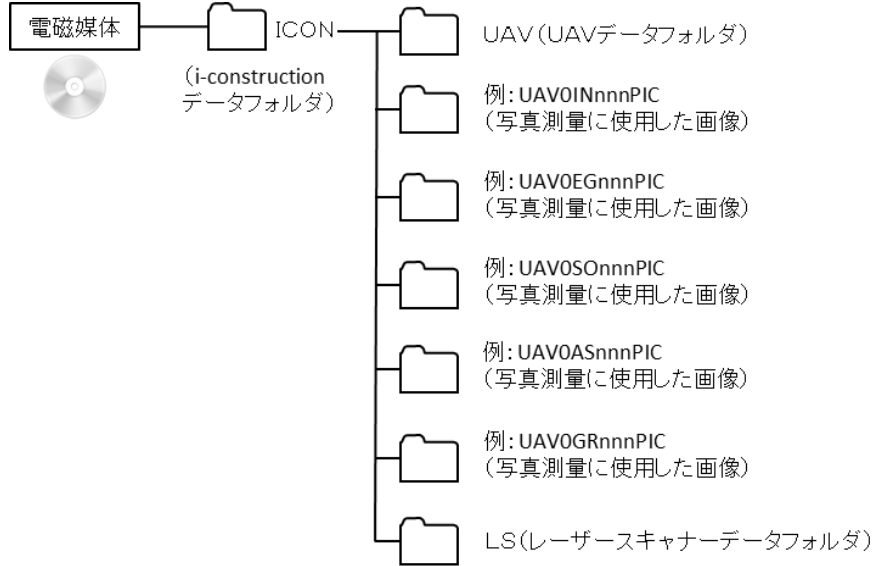 電磁媒体
ICON
(i-construction
データフォルダ)
UAV(UAVデータフォルダ)
例:UAV0INnnnPIC
(写真測量に使用した画像)
例:UAV0EGnnnPIC
(写真測量に使用した画像)
例:UAV0SOnnnPIC
(写真測量に使用した画像)
例:UAV0ASnnnPIC
(写真測量に使用した画像)
例:UAV0GRnnnPIC
(写真測量に使用した画像)
LS(レーザースキャナーデータフォルダ)